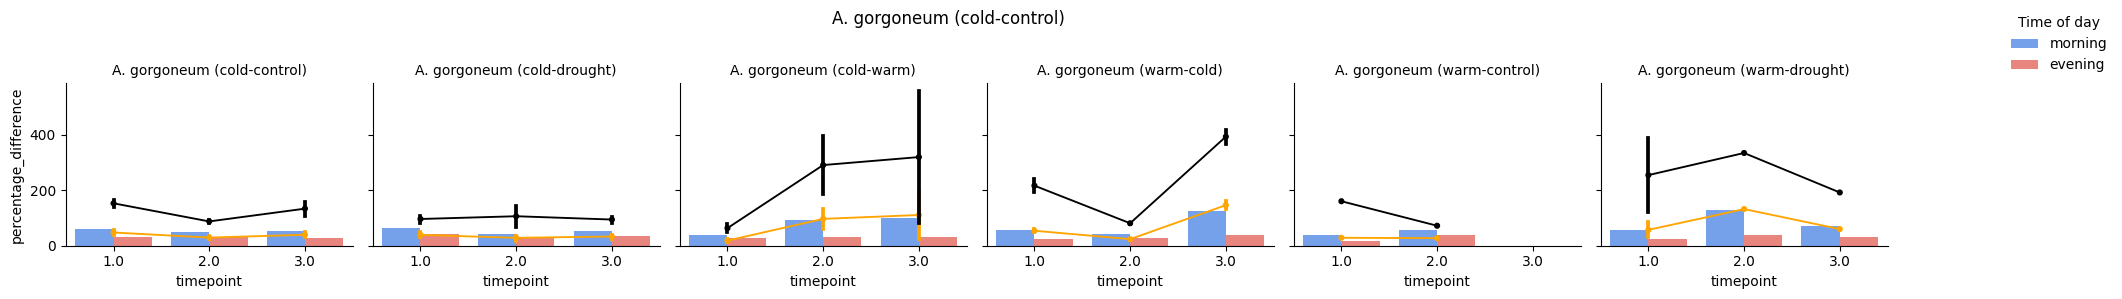 A. gorgoneum (cold-control)
Time of day
morning
evening
A. gorgoneum (cold-control)
A. gorgoneum (cold-drought)
A. gorgoneum (cold-warm)
A. gorgoneum (warm-cold)
A. gorgoneum (warm-control)
A. gorgoneum (warm-drought)
percentage_difference
400
200
0
1.0 2.0 3.0
timepoint
1.0 2.0 3.0
timepoint
1.0 2.0 3.0
timepoint
1.0 2.0 3.0
timepoint
1.0 2.0 3.0
timepoint
1.0 2.0 3.0
timepoint